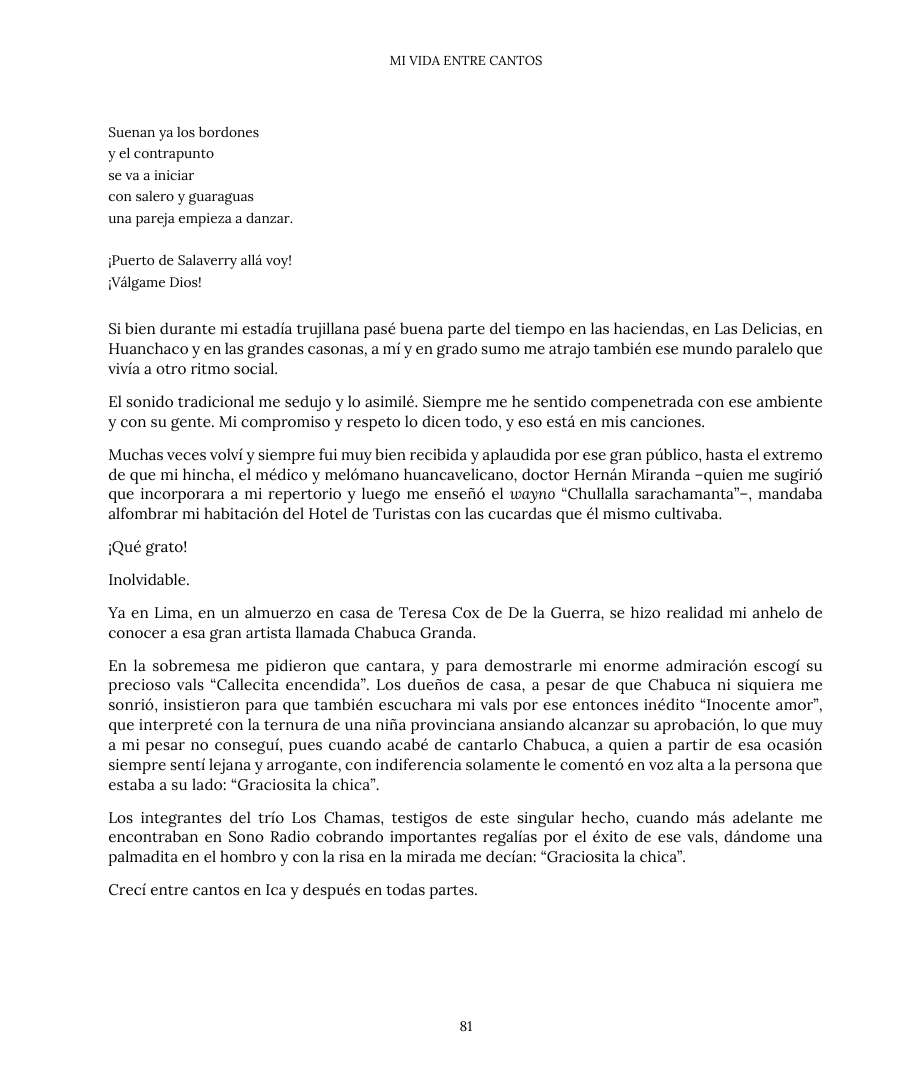 MI VIDA ENTRE CANTOS
Suenan ya los bordones
y el contrapunto
se va a iniciar
con salero y guaraguas
una pareja empieza a danzar.
¡Puerto de Salaverry allá voy!
¡Válgame Dios!
Si bien durante mi estadía trujillana pasé buena parte del tiempo en las haciendas, en Las Delicias, en
Huanchaco y en las grandes casonas, a mí y en grado sumo me atrajo también ese mundo paralelo que
vivía a otro ritmo social.
El sonido tradicional me sedujo y lo asimilé. Siempre me he sentido compenetrada con ese ambiente
y con su gente. Mi compromiso y respeto lo dicen todo, y eso está en mis canciones.
Muchas veces volví y siempre fui muy bien recibida y aplaudida por ese gran público, hasta el extremo
de que mi hincha, el médico y melómano huancavelicano, doctor Hernán Miranda –quien me sugirió
que incorporara a mi repertorio y luego me enseñó el wayno “Chullalla sarachamanta”–, mandaba
alfombrar mi habitación del Hotel de Turistas con las cucardas que él mismo cultivaba.
¡Qué grato!
Inolvidable.
Ya en Lima, en un almuerzo en casa de Teresa Cox de De la Guerra, se hizo realidad mi anhelo de
conocer a esa gran artista llamada Chabuca Granda.
En la sobremesa me pidieron que cantara, y para demostrarle mi enorme admiración escogí su
precioso vals “Callecita encendida”. Los dueños de casa, a pesar de que Chabuca ni siquiera me
sonrió, insistieron para que también escuchara mi vals por ese entonces inédito “Inocente amor”,
que interpreté con la ternura de una niña provinciana ansiando alcanzar su aprobación, lo que muy
a mi pesar no conseguí, pues cuando acabé de cantarlo Chabuca, a quien a partir de esa ocasión
siempre sentí lejana y arrogante, con indiferencia solamente le comentó en voz alta a la persona que
estaba a su lado: “Graciosita la chica”.
Los integrantes del trío Los Chamas, testigos de este singular hecho, cuando más adelante me
encontraban en Sono Radio cobrando importantes regalías por el éxito de ese vals, dándome una
palmadita en el hombro y con la risa en la mirada me decían: “Graciosita la chica”.
Crecí entre cantos en Ica y después en todas partes.
81